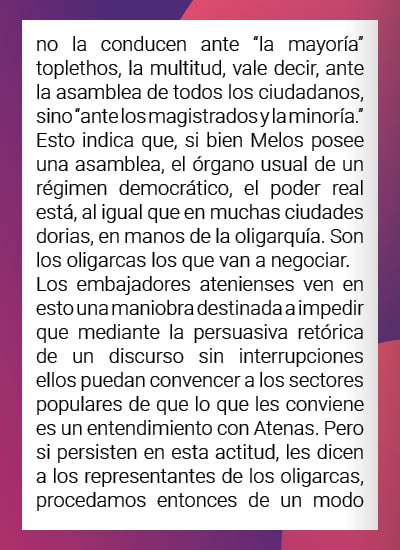 no la conducen ante “la mayoría”
toplethos, la multitud, vale decir, ante
la asamblea de todos los ciudadanos,
sino “ante los magistrados y la minoría.”
Esto indica que, si bien Melos posee
una asamblea, el órgano usual de un
régimen democrático, el poder real
está, al igual que en muchas ciudades
dorias, en manos de la oligarquía. Son
los oligarcas los que van a negociar.
Los embajadores atenienses ven en
esto una maniobra destinada a impedir
que mediante la persuasiva retórica
de un discurso sin interrupciones
ellos puedan convencer a los sectores
populares de que lo que les conviene
es un entendimiento con Atenas. Pero
si persisten en esta actitud, les dicen
a los representantes de los oligarcas,
procedamos entonces de un modo